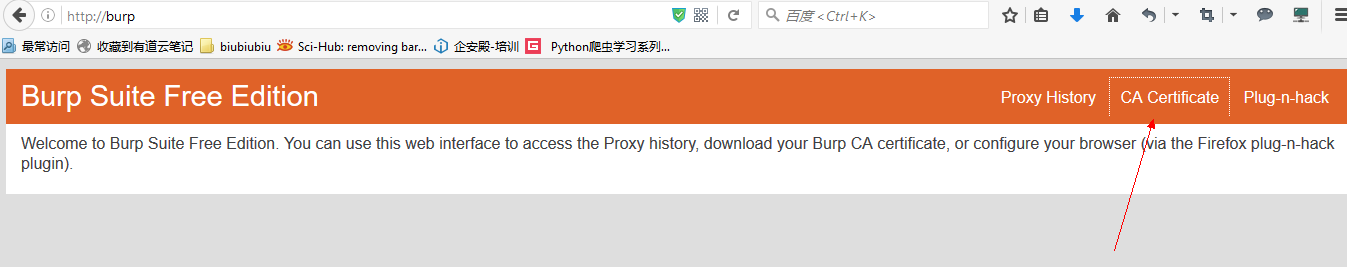 http://burp
百度 <Ctrl+K>
最常访问 收藏到有道云笔记 biubiubiu Sci-Hub: removing bar... 企安殿-培训 Python爬虫学习系列...
Burp Suite Free Edition
Proxy History CA Certificate Plug-n-hack
Welcome to Burp Suite Free Edition. You can use this web interface to access the Proxy history, download your Burp CA certificate, or configure your browser (via the Firefox plug-n-hack
plugin).